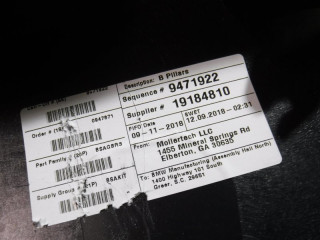 Description: B Pillars
Sequence # 9471922
Supplier # 19184810
FIFO Date
09-11-2018
SWET
12.09.2018-02:31
From:
Mollertech LLC
1455 Mineral Springs Rd
Elberton, GA 30635
To:
BMW Manufacturing (Assembly Hall North)
1400 Highway 101 South
Greer, S.C. 29651
Order #
0847671
Part Family
Supply Group